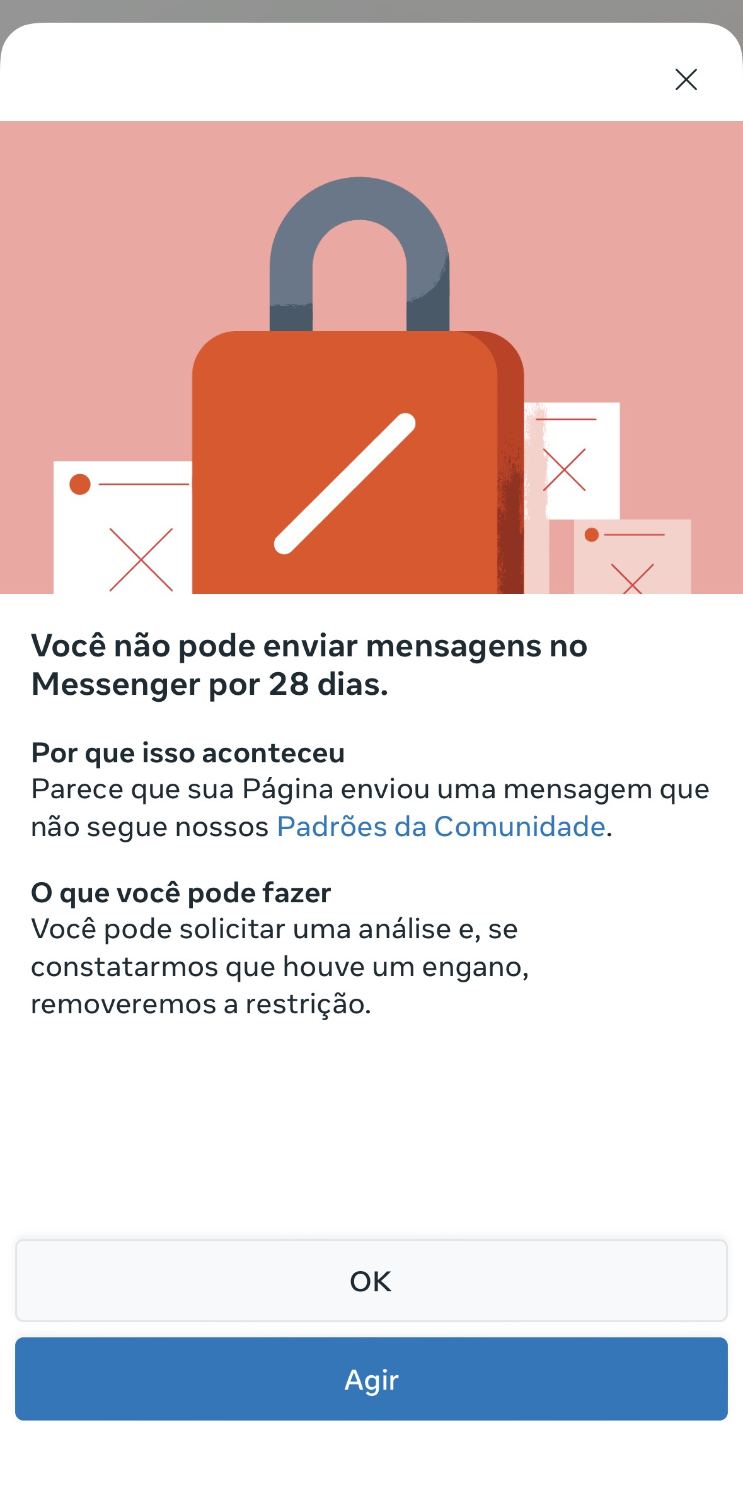 Você não pode enviar mensagens no
Messenger por 28 dias.
Por que isso aconteceu
Parece que sua Página enviou uma mensagem que
não segue nossos Padrões da Comunidade.
O que você pode fazer
Você pode solicitar uma análise e, se
constatarmos que houve um engano,
removeremos a restrição.
OK
Agir